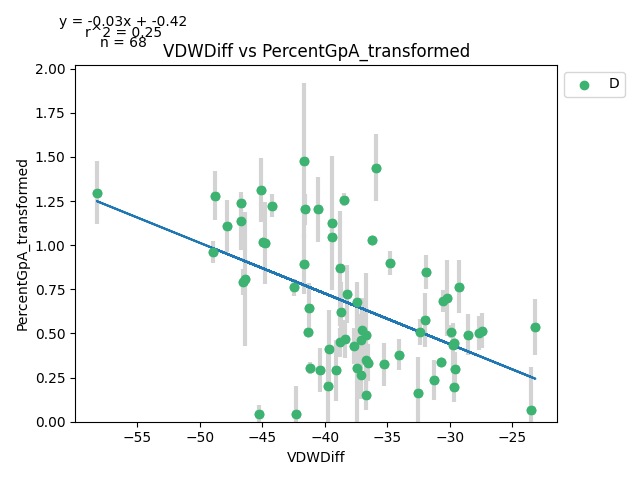 y = -0.03x + -0.42
r^2 = 0.25
n = 68
VDWDiff vs PercentGpA_transformed
D
2.00
1.75
1.50
1.25
1.00
0.75
0.50
0.25
0.00
PercentGpA_transformed
−55
−50
−45
−40
−35
−30
−25
VDWDiff